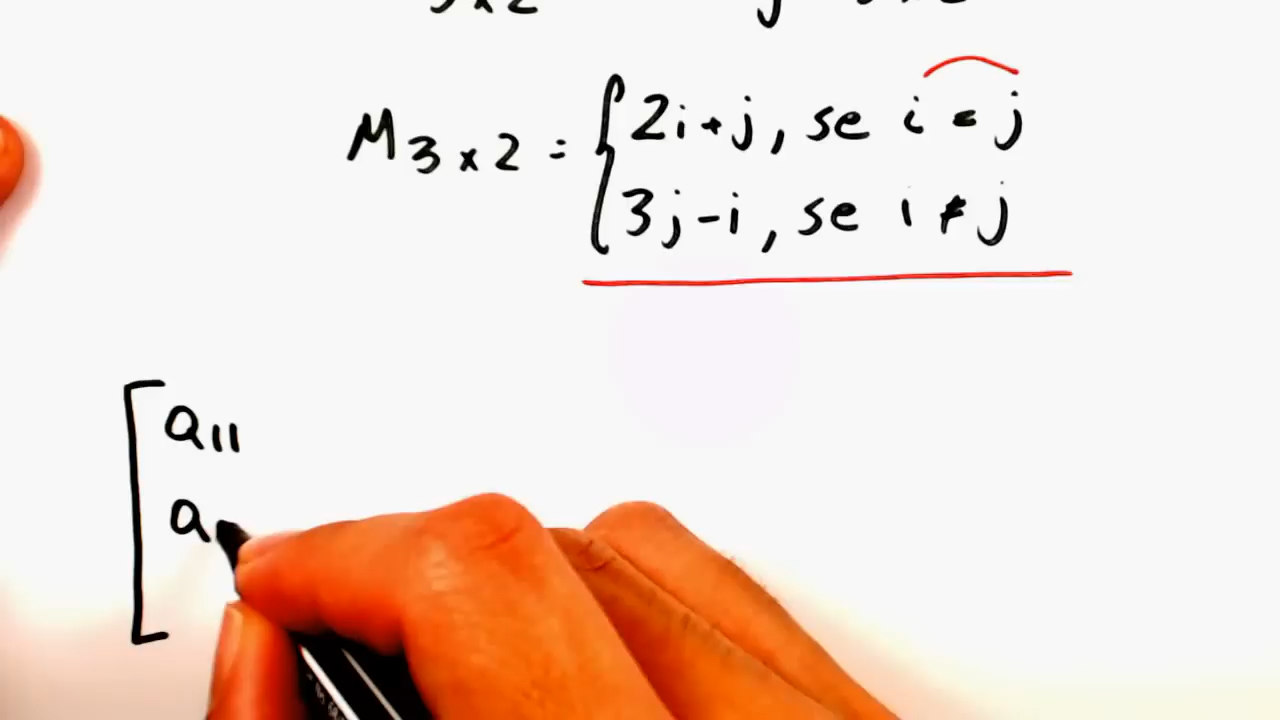 M3x2 = { 2i+j, se i = j
3j-i, se i ≠ j
a11
a